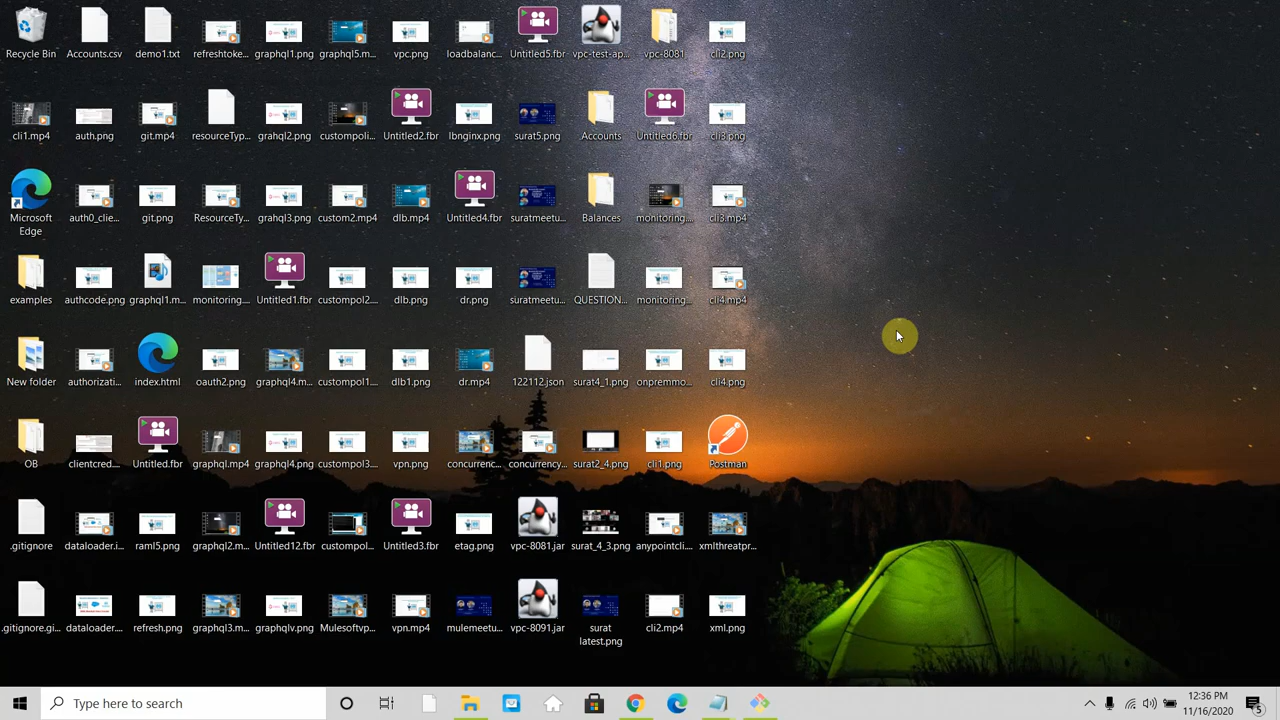 Recycle Bin
Accounts.csv
demo1.txt
refreshtoke...
graphql1.png
graphql5.m...
vpc.png
loadbalanc...
Untitled5.fbr
vpc-test-ap...
vpc-8081
cli2.png
cli1.mp4
auth.png
git.mp4
resourceTyp...
grahql2.png
custompoli...
Untitled2.fbr
lbnginx.png
surat5.png
Accounts
Untitled6.fbr
cli3.png
Microsoft
Edge
auth0_clie...
git.png
ResourceTy...
grahql3.png
custom2.mp4
dlb.mp4
Untitled4.fbr
suratmeetu...
Balances
monitoring....
cli3.mp4
examples
authcode.png
graphql1.m...
monitoring...
Untitled1.fbr
custompol2....
dlb.png
dr.png
suratmeetu...
QUESTION...
monitoring...
cli4.mp4
New folder
authorizati...
index.html
oauth2.png
graphql4.m...
custompol1....
dlb1.png
dr.mp4
122112.json
surat4_1.png
onpremmo...
cli4.png
OB
clientcred....
Untitled.fbr
graphql.mp4
graphql4.png
custompol3....
vpn.png
concurrenc...
concurrency...
surat2_4.png
cli1.png
Postman
.gitignore
dataloader.i...
raml5.png
graphql2.m...
Untitled12.fbr
custompol...
Untitled3.fbr
etag.png
vpc-8081.jar
surat_4_3.png
anypointcli....
xmlthreatpr...
.gitignore.gi...
dataloader....
refresh.png
graphql3.m...
graphqlv.png
Mulesoftvp...
vpn.mp4
mulemeetu...
vpc-8091.jar
surat
latest.png
cli2.mp4
xml.png
Type here to search
12:36 PM
11/16/2020
5